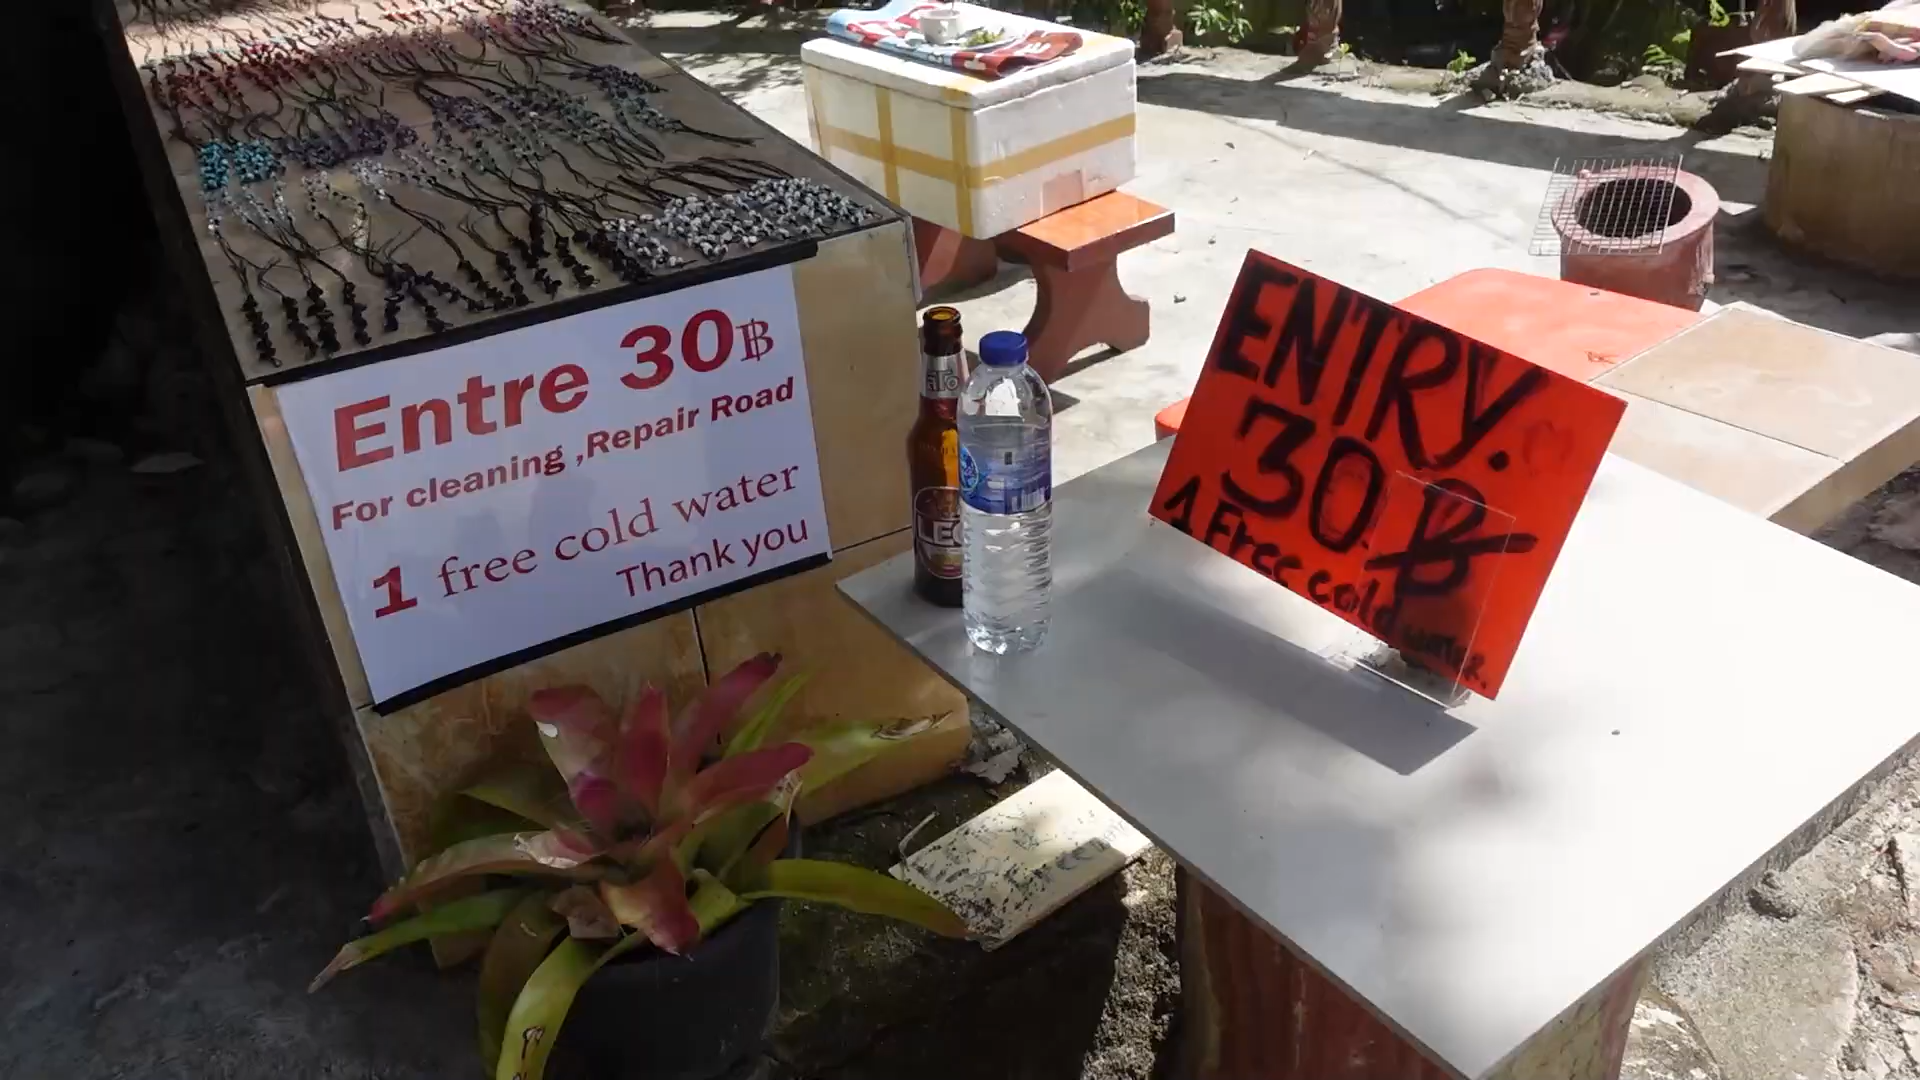 Entre 30฿
For cleaning ,Repair Road
1 free cold water
Thank you
LEO
ENTRY.
30.฿
1 Free cold water.